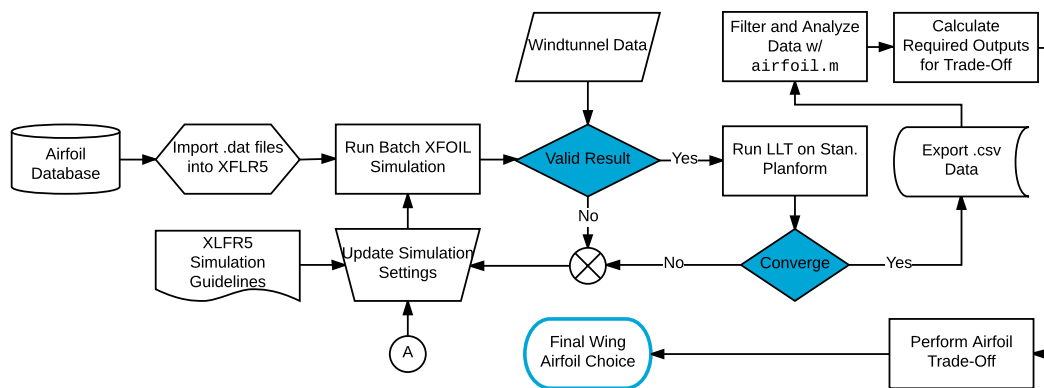 Airfoil
Database
Import .dat files
into XFLR5
Run Batch XFOIL
Simulation
Windtunnel Data
Valid Result
Yes
No
Run LLT on Stan.
Planform
Filter and Analyze
Data w/
airfoil.m
Calculate
Required Outputs
for Trade-Off
Export .csv
Data
XLFR5
Simulation
Guidelines
Update Simulation
Settings
No
Converge
Yes
A
Final Wing
Airfoil Choice
Perform Airfoil
Trade-Off